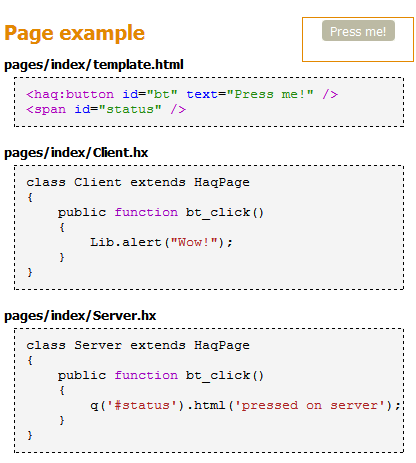 Page example
Press me!
pages/index/template.html
<haq:button id="bt" text="Press me!" />
<span id="status" />
pages/index/Client.hx
class Client extends HaqPage
{
    public function bt_click()
    {
        Lib.alert("Wow!");
    }
}
pages/index/Server.hx
class Server extends HaqPage
{
    public function bt_click()
    {
        q('#status').html('pressed on server');
    }
}